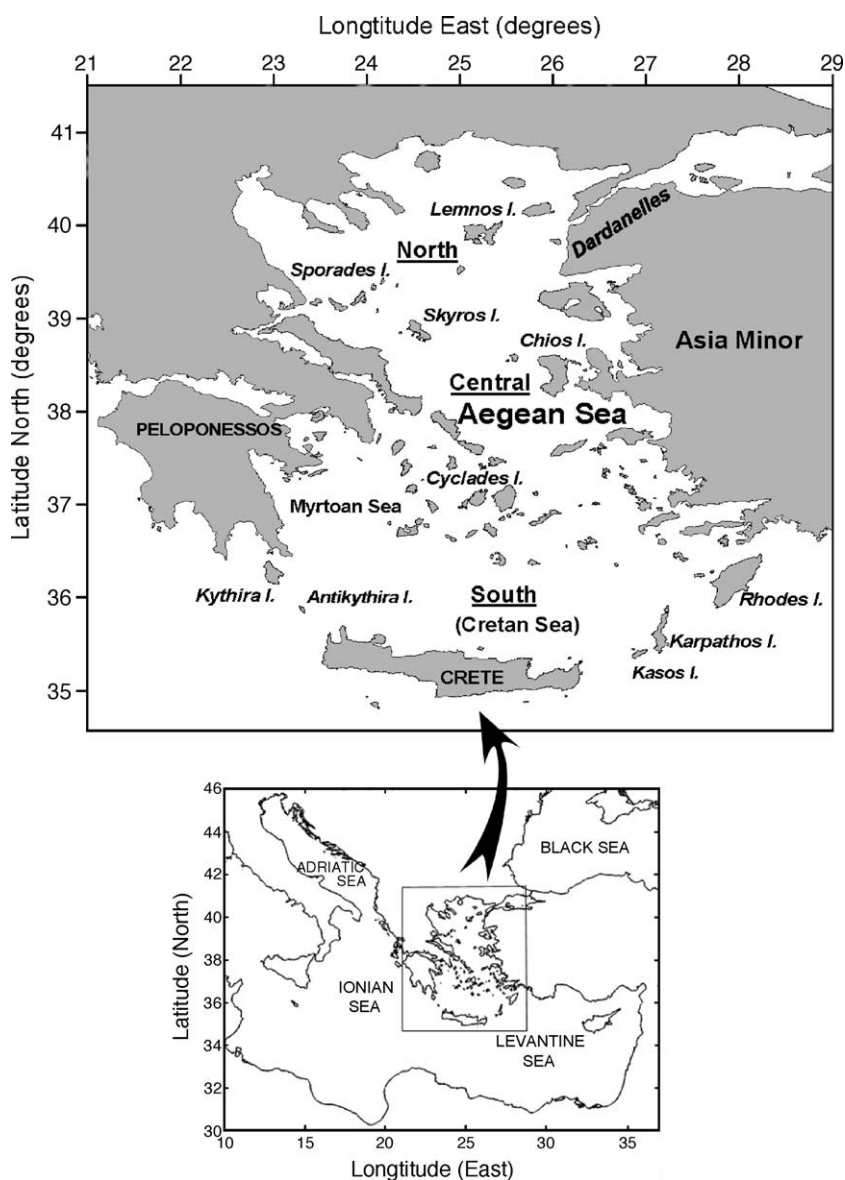 Longtitude East (degrees)
21 22 23 24 25 26 27 28 29
Latitude North (degrees)
41
40
39
38
37
36
35
Lemnos I.
Dardanelles
North
Sporades I.
Skyros I.
Chios I.
Asia Minor
Central
Aegean Sea
PELOPONESSOS
Cyclades I.
Myrtoan Sea
Kythira I.
Antikythira I.
South
(Cretan Sea)
Rhodes I.
Karpathos I.
Kasos I.
CRETE
Latitude (North)
46
44
42
40
38
36
34
32
30
BLACK SEA
ADRIATIC
SEA
IONIAN
SEA
LEVANTINE
SEA
10 15 20 25 30 35
Longtitude (East)